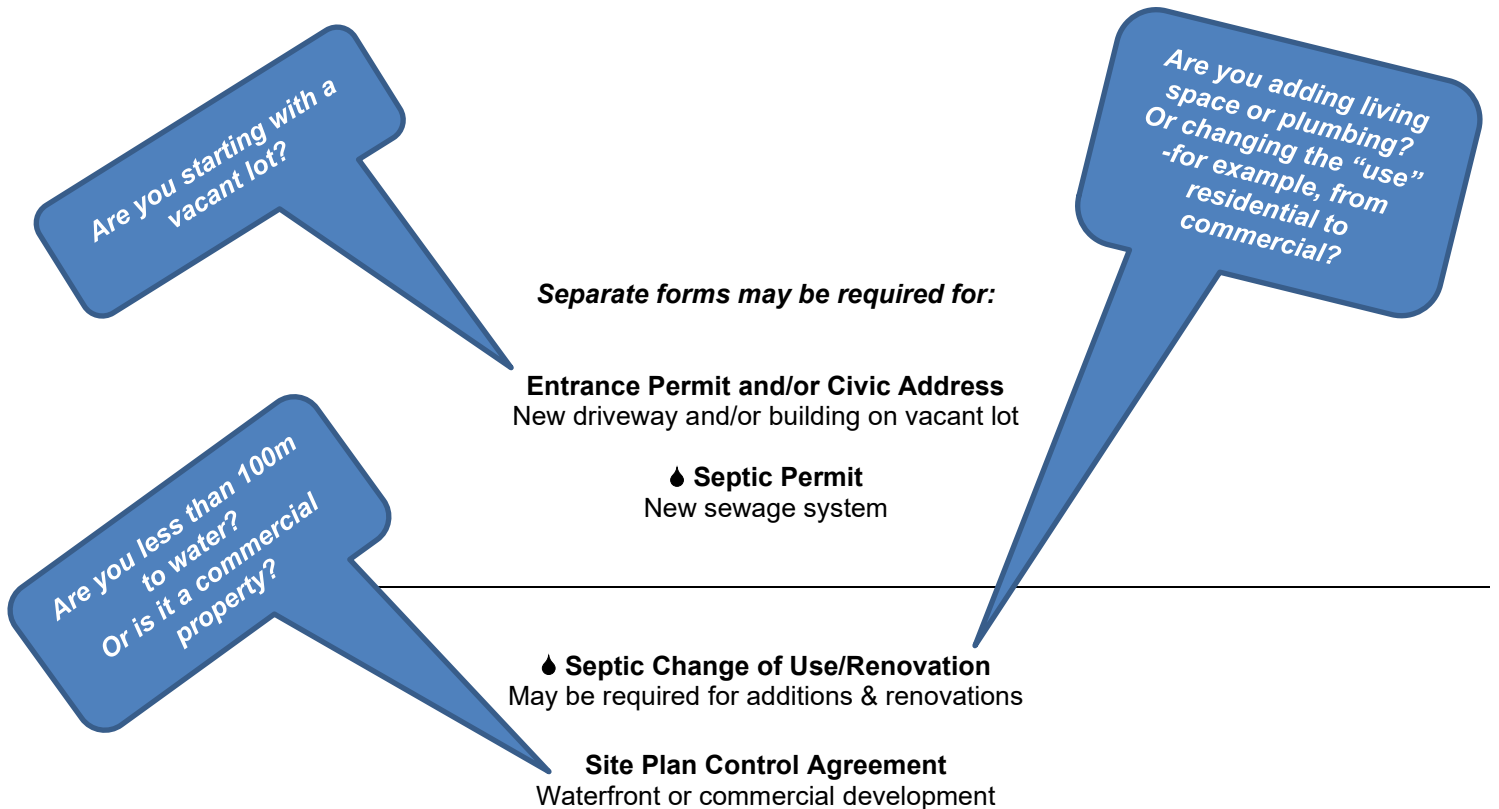 Are you starting with a
vacant lot?
Are you adding living
space or plumbing?
Or changing the “use”
-for example, from
residential to
commercial?
Separate forms may be required for:
Entrance Permit and/or Civic Address
New driveway and/or building on vacant lot
Septic Permit
New sewage system
Are you less than 100m
to water?
Or is it a commercial
property?
Septic Change of Use/Renovation
May be required for additions & renovations
Site Plan Control Agreement
Waterfront or commercial development